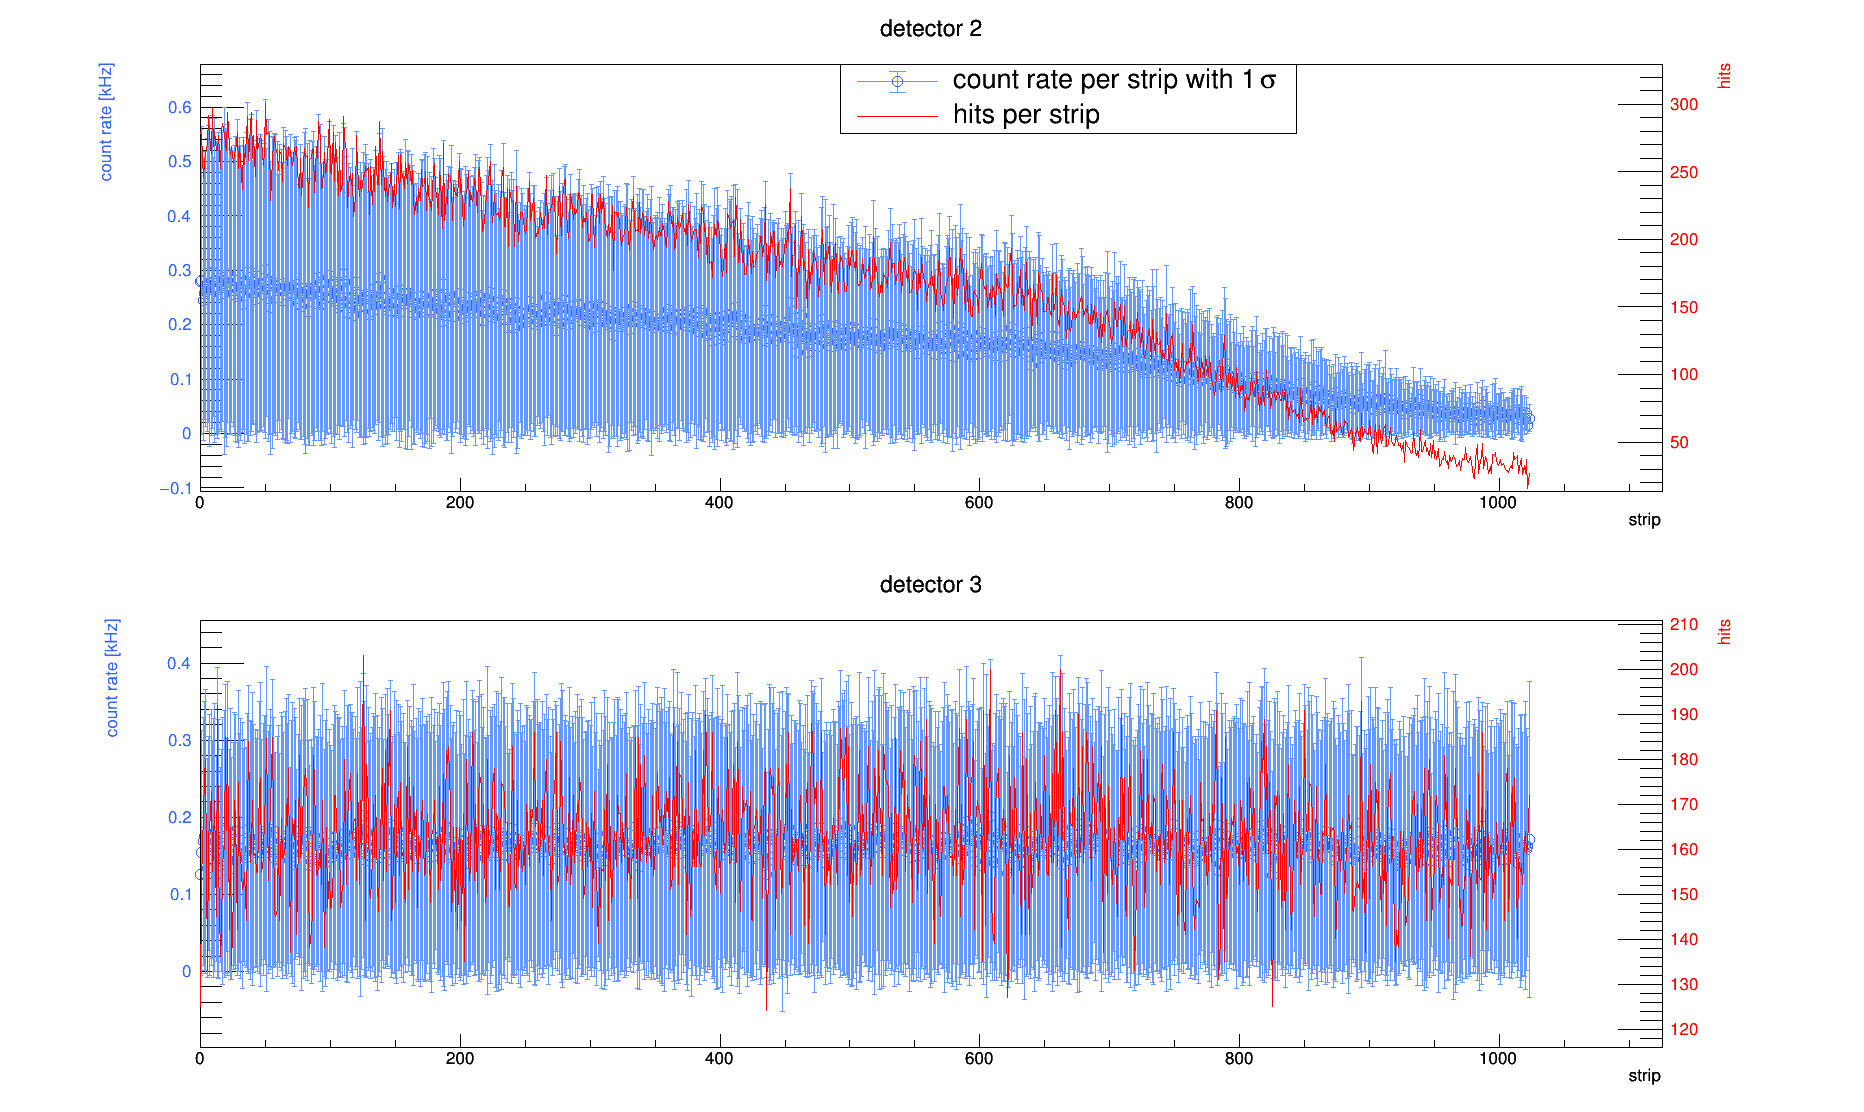 detector 2
count rate [kHz]
hits
count rate per strip with 1 σ
hits per strip
0.6
0.5
0.4
0.3
0.2
0.1
0
−0.1
300
250
200
150
100
50
0 200 400 600 800 1000
strip
detector 3
count rate [kHz]
hits
0.4
0.3
0.2
0.1
0
210
200
190
180
170
160
150
140
130
120
0 200 400 600 800 1000
strip